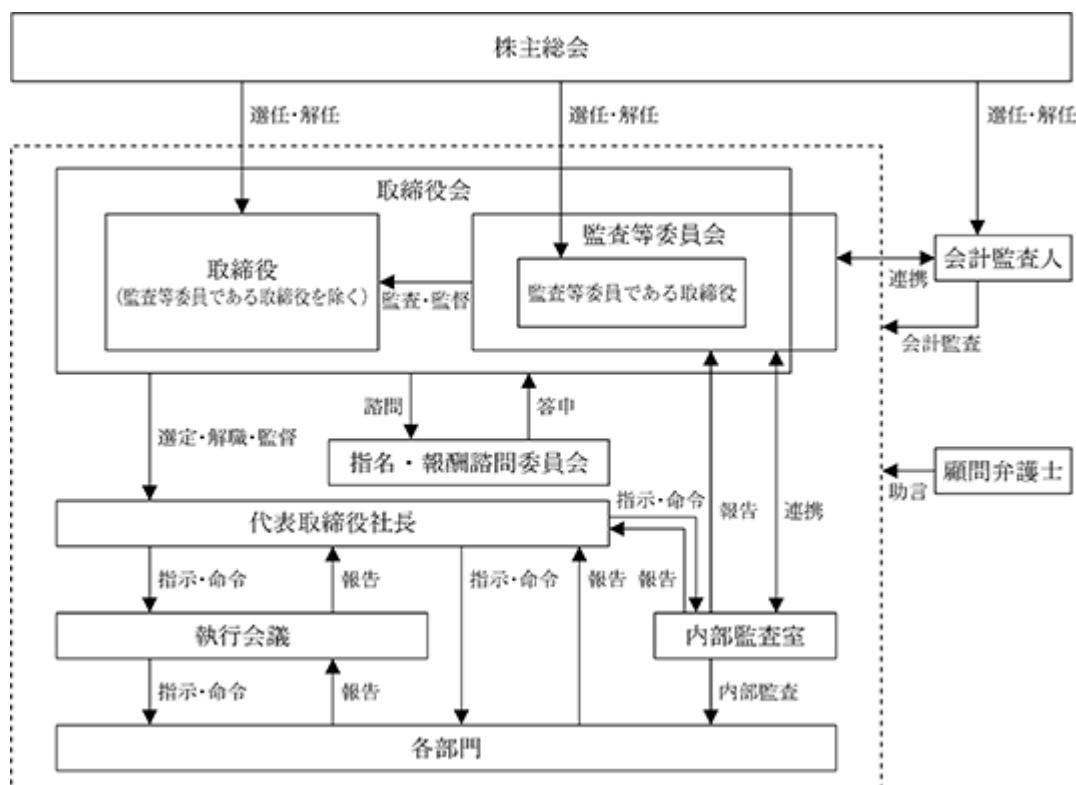 株主総会
選任・解任
選任・解任
選任・解任
取締役会
監査等委員会
取締役
(監査等委員である取締役を除く)
監査・監督
監査等委員である取締役
連携
会計監査人
会計監査
選定・解職・監督
諮問
答申
指名・報酬諮問委員会
顧問弁護士
助言
代表取締役社長
指示・命令
報告
連携
指示・命令
報告
指示・命令
報告
報告
執行会議
内部監査室
指示・命令
報告
内部監査
各部門